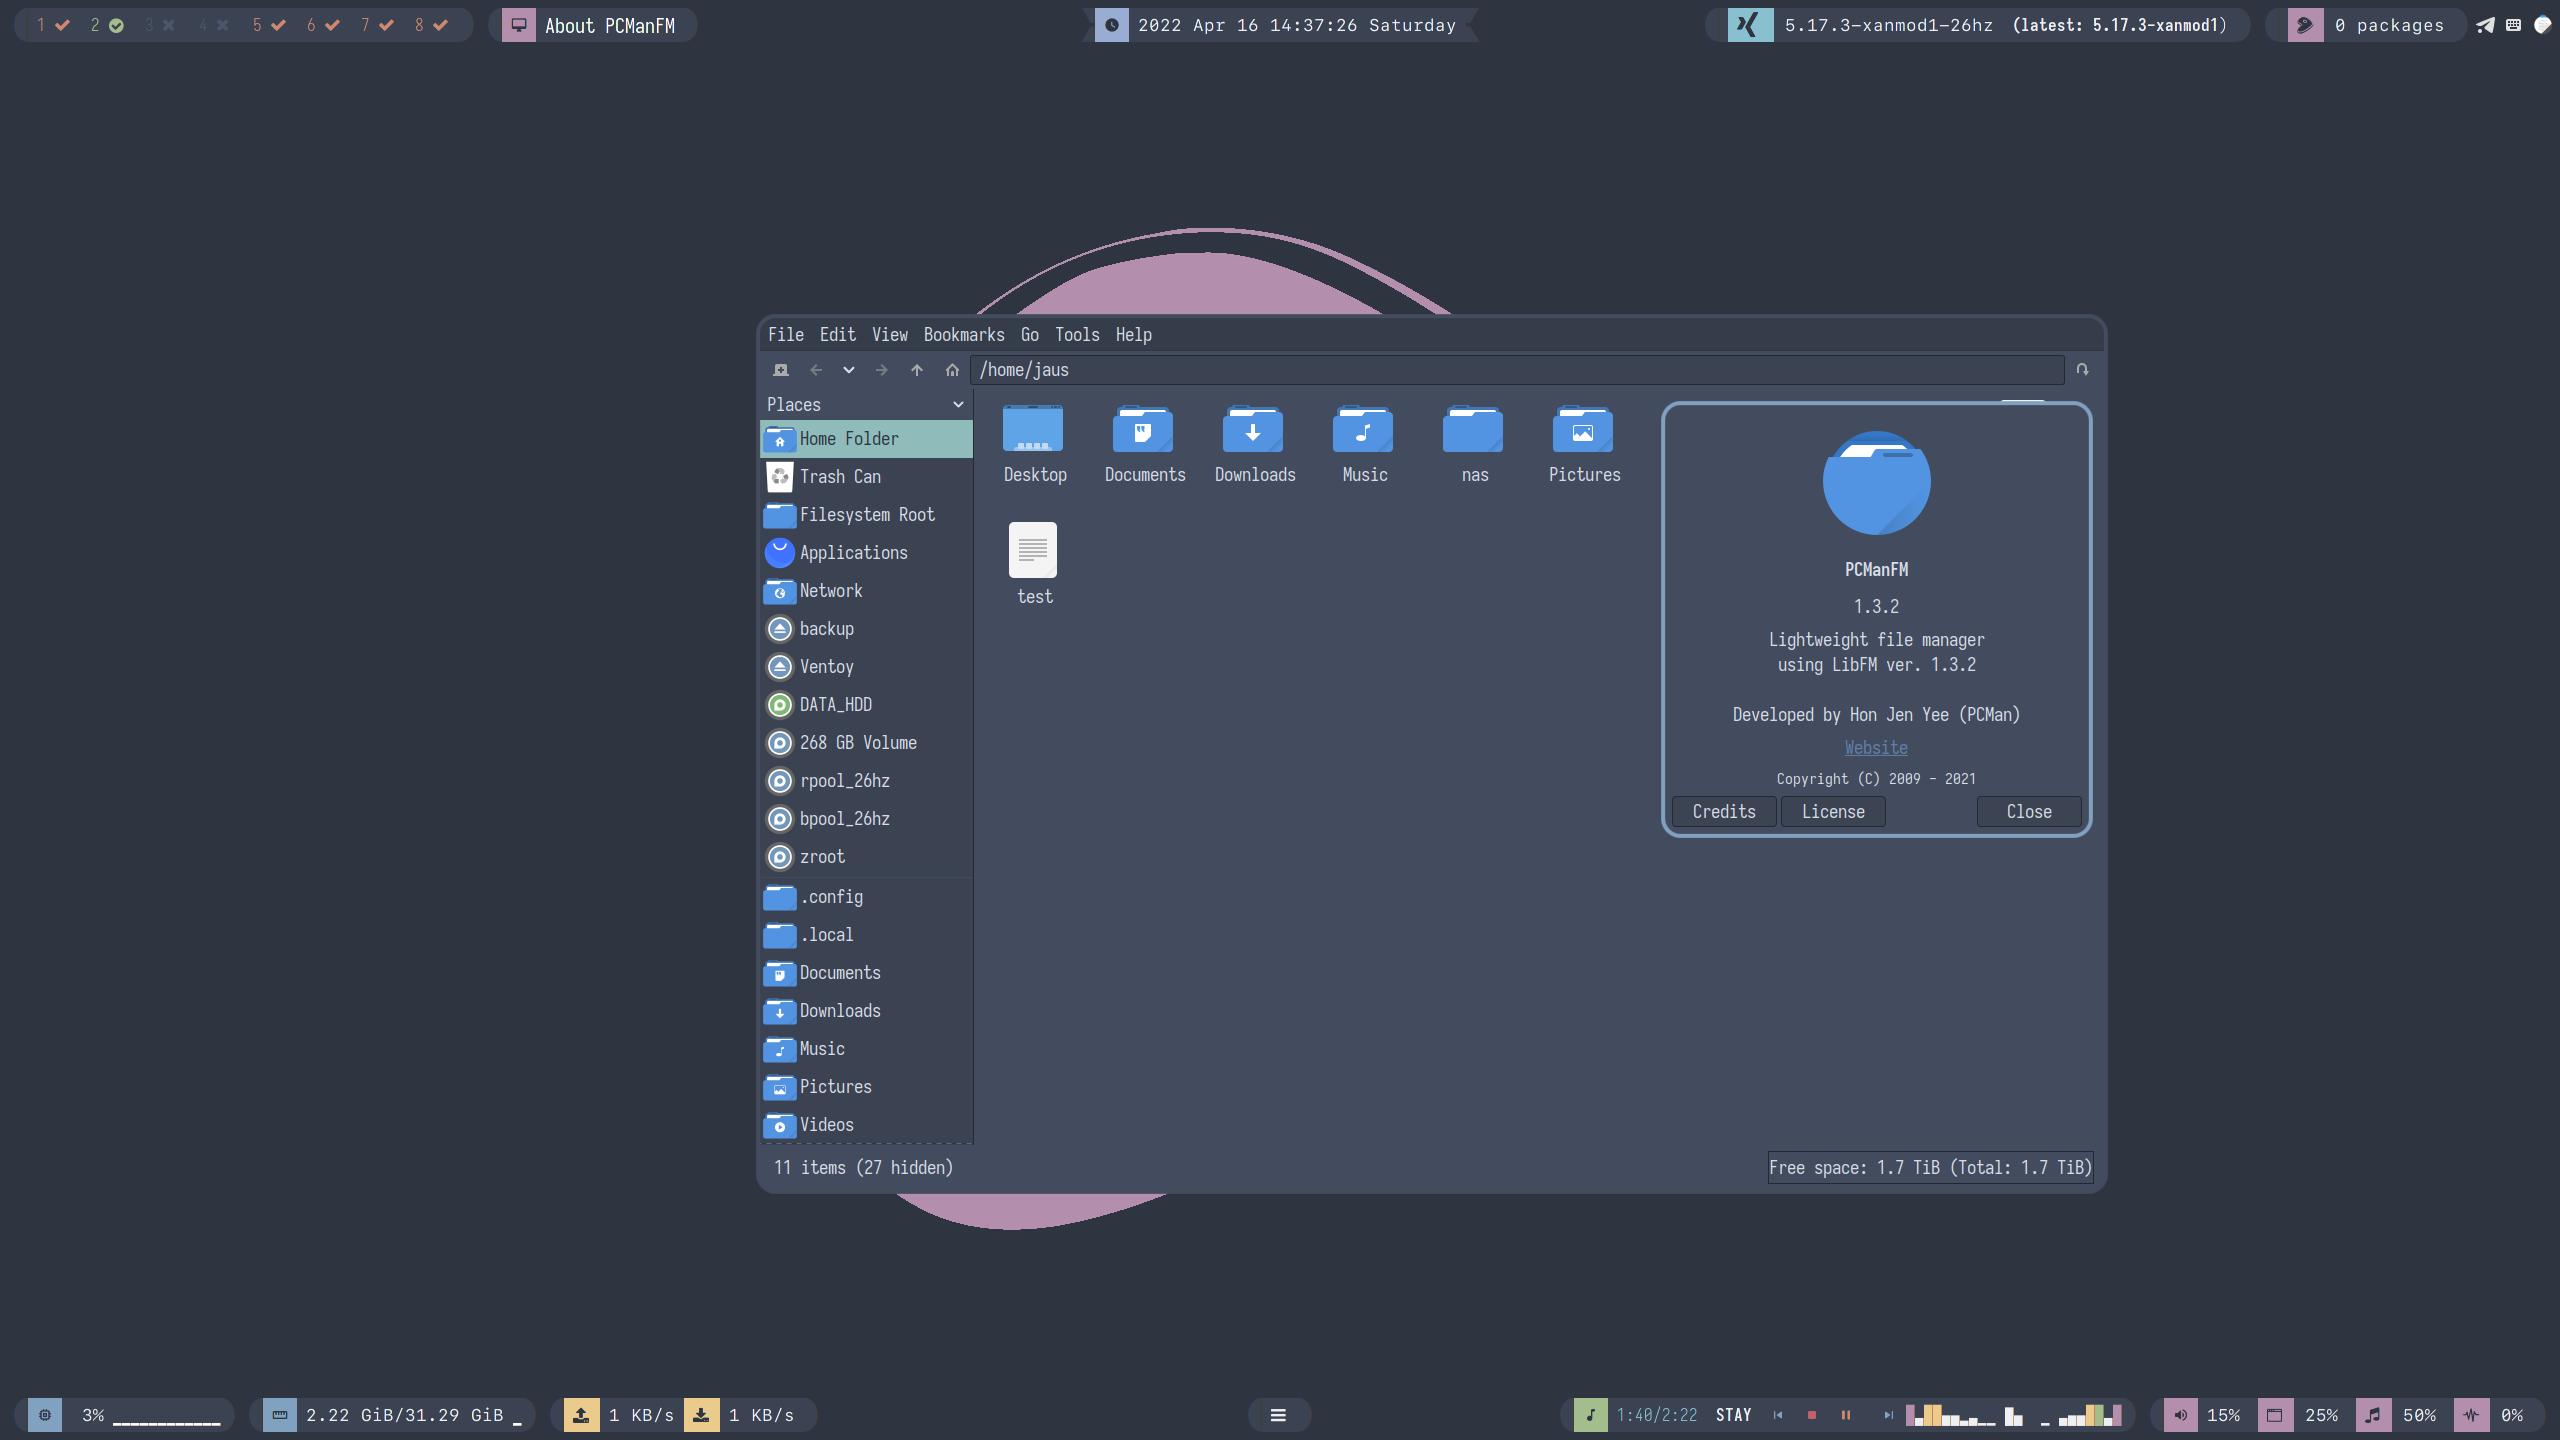 1 2 3 4 5 6 7 8 About PCManFM
2022 Apr 16 14:37:26 Saturday
5.17.3-xanmod1-26hz (latest: 5.17.3-xanmod1)
0 packages
File Edit View Bookmarks Go Tools Help
/home/jaus
Places
Home Folder
Trash Can
Filesystem Root
Applications
Network
backup
Ventoy
DATA_HDD
268 GB Volume
rpool_26hz
bpool_26hz
zroot
.config
.local
Documents
Downloads
Music
Pictures
Videos
Desktop Documents Downloads Music nas Pictures
test
PCManFM
1.3.2
Lightweight file manager
using LibFM ver. 1.3.2
Developed by Hon Jen Yee (PCMan)
Website
Copyright (C) 2009 - 2021
Credits License Close
11 items (27 hidden)
Free space: 1.7 TiB (Total: 1.7 TiB)
3%
2.22 GiB/31.29 GiB
1 KB/s 1 KB/s
1:40/2:22 STAY
15% 25% 50% 0%